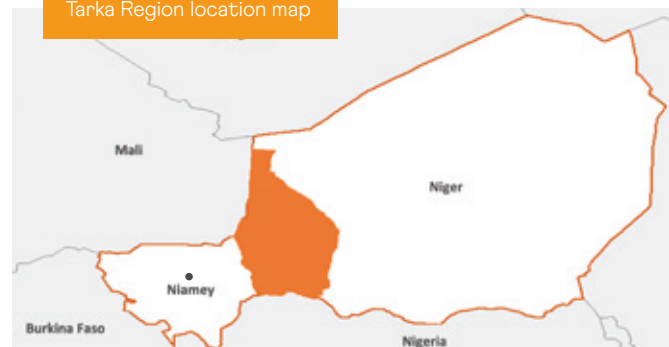 Tarka Region location map
Mali
Niger
Niamey
Burkina Faso
Nigeria